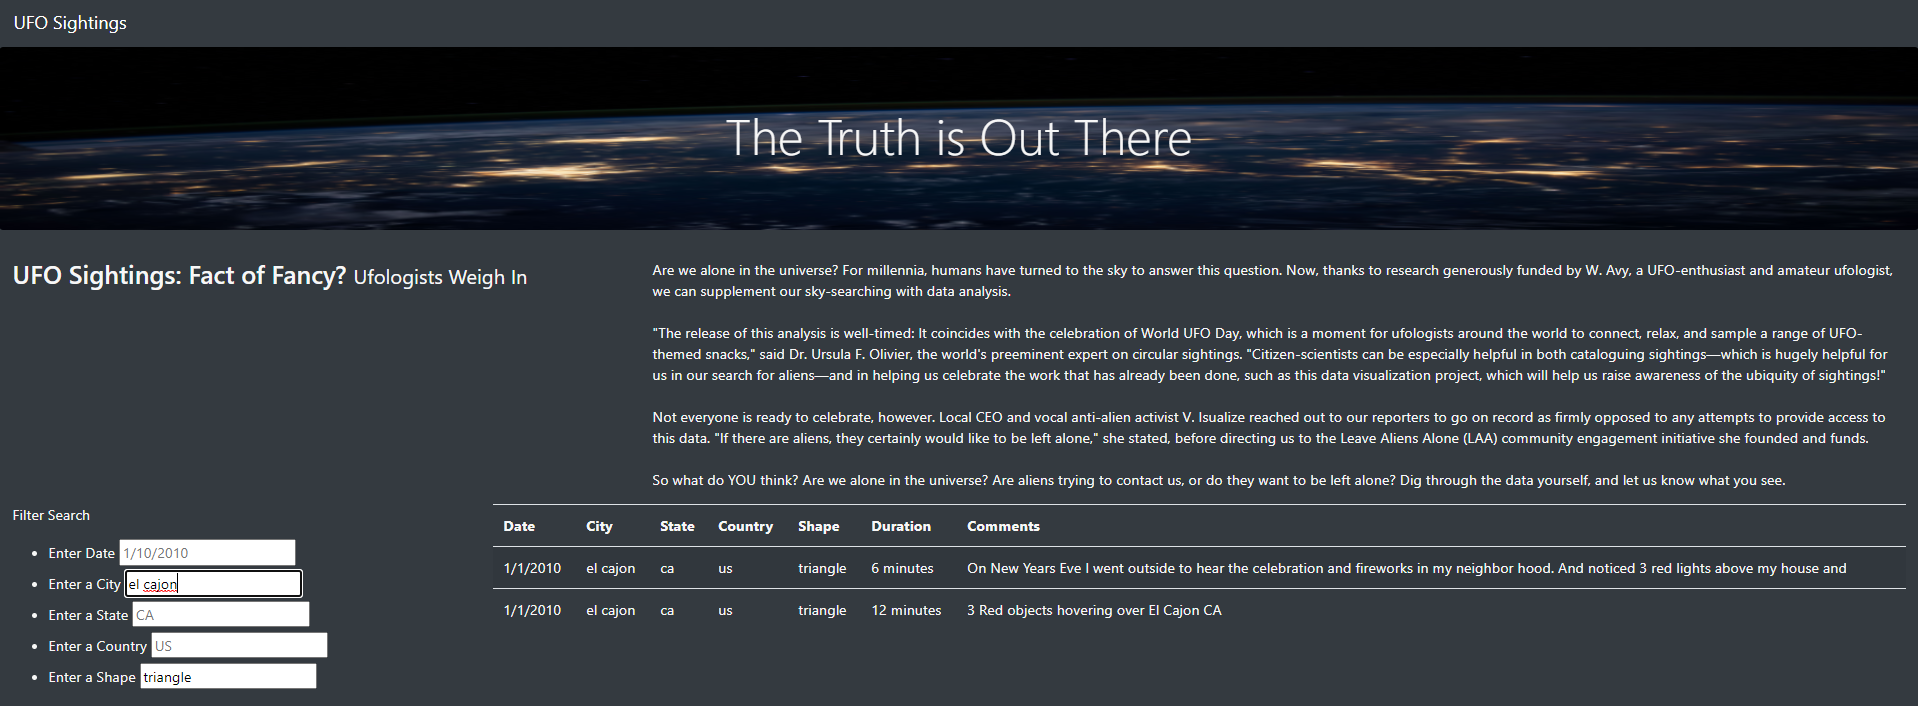 UFO Sightings
The Truth is Out There
UFO Sightings: Fact of Fancy? Ufologists Weigh In
Are we alone in the universe? For millennia, humans have turned to the sky to answer this question. Now, thanks to research generously funded by W. Avy, a UFO-enthusiast and amateur ufologist,
we can supplement our sky-searching with data analysis.
"The release of this analysis is well-timed: It coincides with the celebration of World UFO Day, which is a moment for ufologists around the world to connect, relax, and sample a range of UFO-
themed snacks," said Dr. Ursula F. Olivier, the world's preeminent expert on circular sightings. "Citizen-scientists can be especially helpful in both cataloguing sightings—which is hugely helpful for
us in our search for aliens—and in helping us celebrate the work that has already been done, such as this data visualization project, which will help us raise awareness of the ubiquity of sightings!"
Not everyone is ready to celebrate, however. Local CEO and vocal anti-alien activist V. Isualize reached out to our reporters to go on record as firmly opposed to any attempts to provide access to
this data. "If there are aliens, they certainly would like to be left alone," she stated, before directing us to the Leave Aliens Alone (LAA) community engagement initiative she founded and funds.
So what do YOU think? Are we alone in the universe? Are aliens trying to contact us, or do they want to be left alone? Dig through the data yourself, and let us know what you see.
Filter Search
Enter Date 1/10/2010
Enter a City el cajon
Enter a State CA
Enter a Country US
Enter a Shape triangle
Date City State Country Shape Duration Comments
1/1/2010 el cajon ca us triangle 6 minutes On New Years Eve I went outside to hear the celebration and fireworks in my neighbor hood. And noticed 3 red lights above my house and
1/1/2010 el cajon ca us triangle 12 minutes 3 Red objects hovering over El Cajon CA